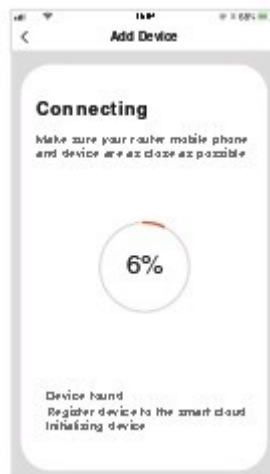 Add Device
Connecting
Make sure your router mobile phone
and device are as close as possible
6%
Device found
Register device to the smart cloud
Initializing device